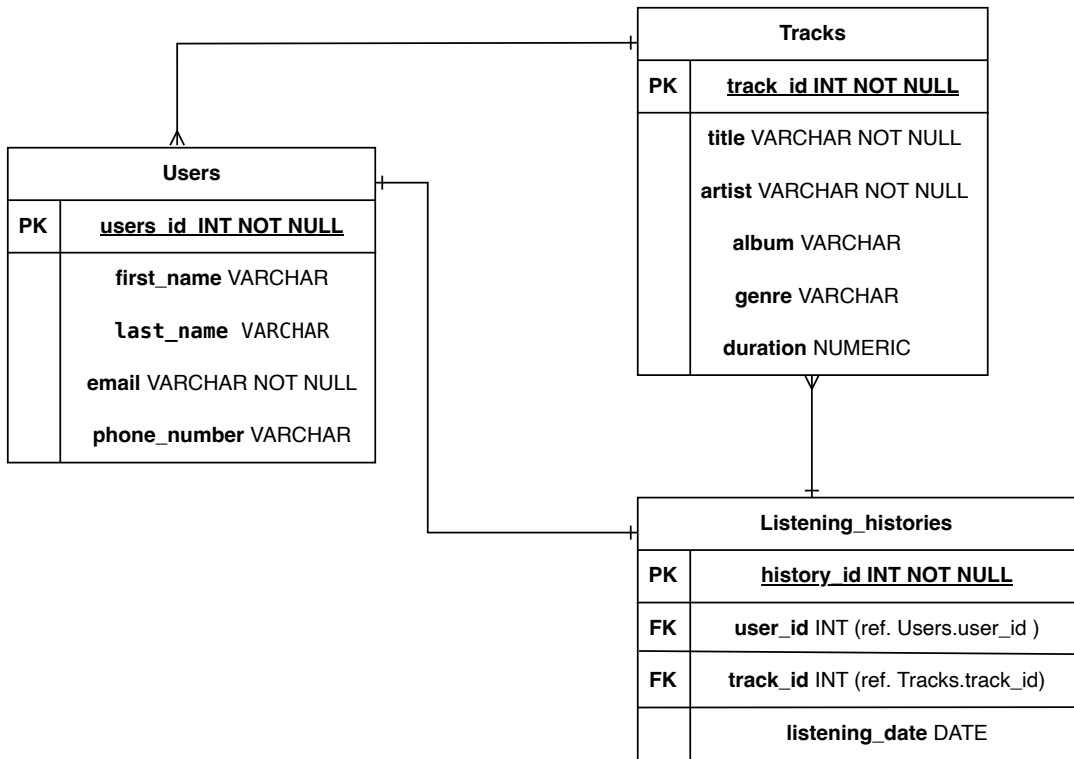 Tracks
PK track_id INT NOT NULL
title VARCHAR NOT NULL
artist VARCHAR NOT NULL
album VARCHAR
genre VARCHAR
duration NUMERIC
Users
PK users_id INT NOT NULL
first_name VARCHAR
last_name VARCHAR
email VARCHAR NOT NULL
phone_number VARCHAR
Listening_histories
PK history_id INT NOT NULL
FK user_id INT (ref. Users.user_id )
FK track_id INT (ref. Tracks.track_id)
listening_date DATE